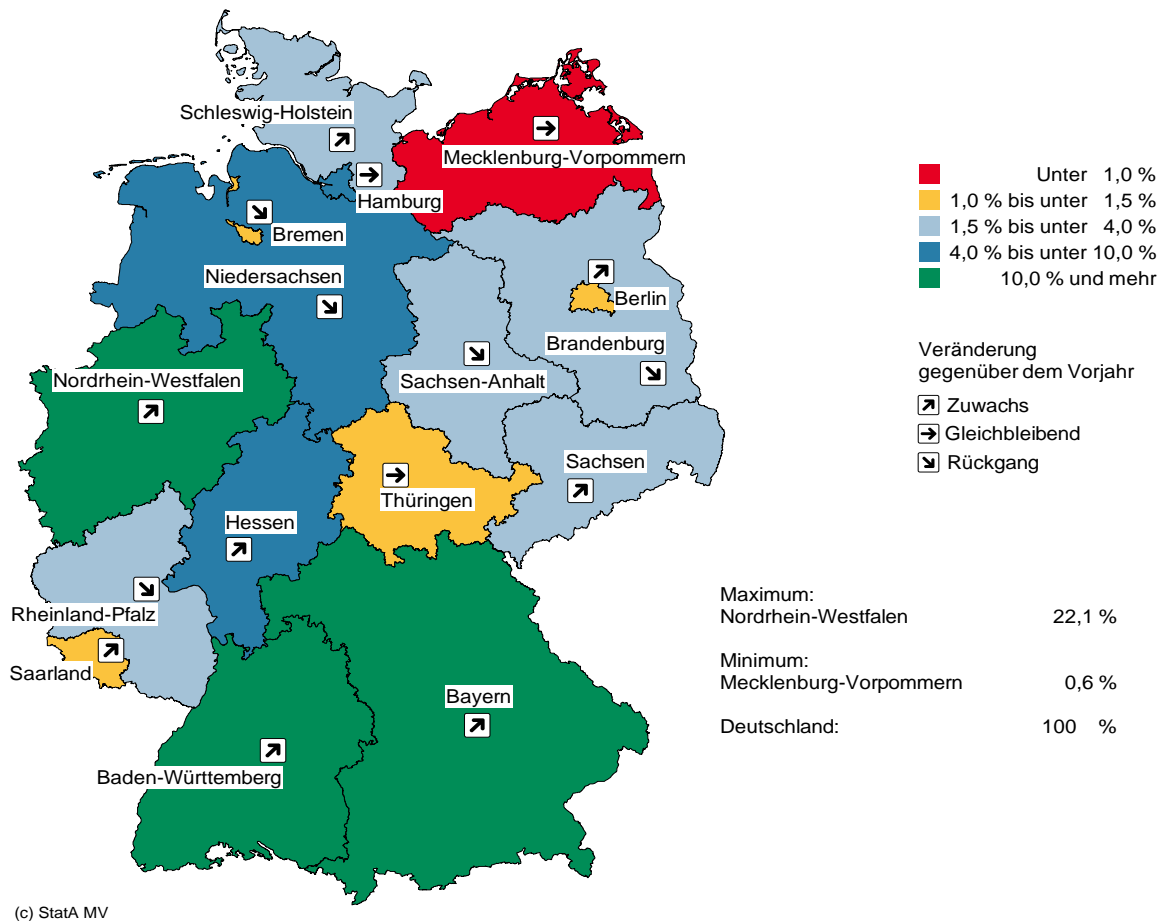 Schleswig-Holstein
Mecklenburg-Vorpommern
Hamburg
Bremen
Niedersachsen
Berlin
Brandenburg
Nordrhein-Westfalen
Sachsen-Anhalt
Sachsen
Thüringen
Hessen
Rheinland-Pfalz
Saarland
Bayern
Baden-Württemberg
Unter 1,0 %
1,0 % bis unter 1,5 %
1,5 % bis unter 4,0 %
4,0 % bis unter 10,0 %
10,0 % und mehr
Veränderung
gegenüber dem Vorjahr
Zuwachs
Gleichbleibend
Rückgang
Maximum:
Nordrhein-Westfalen 22,1 %
Minimum:
Mecklenburg-Vorpommern 0,6 %
Deutschland: 100 %
(c) StatA MV